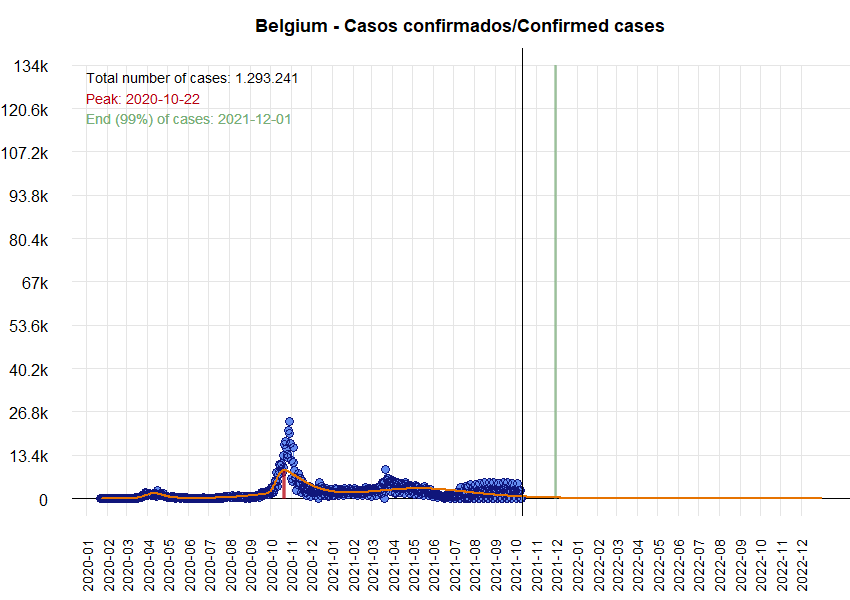 Belgium - Casos confirmados/Confirmed cases
134k
120.6k
107.2k
93.8k
80.4k
67k
53.6k
40.2k
26.8k
13.4k
0
Total number of cases: 1.293.241
Peak: 2020-10-22
End (99%) of cases: 2021-12-01
2020-01
2020-02
2020-03
2020-04
2020-05
2020-06
2020-07
2020-08
2020-09
2020-10
2020-11
2020-12
2021-01
2021-02
2021-03
2021-04
2021-05
2021-06
2021-07
2021-08
2021-09
2021-10
2021-11
2021-12
2022-01
2022-02
2022-03
2022-04
2022-05
2022-06
2022-07
2022-08
2022-09
2022-10
2022-11
2022-12